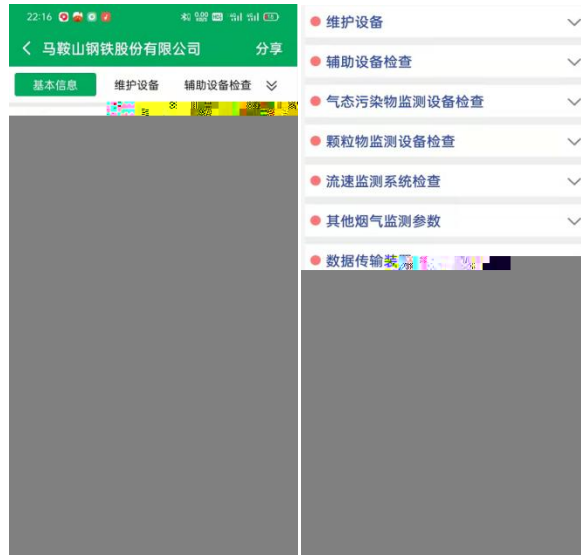 22:16
马鞍山钢铁股份有限公司 分享
基本信息 维护设备 辅助设备检查
维护设备
辅助设备检查
气态污染物监测设备检查
颗粒物监测设备检查
流速监测系统检查
其他烟气监测参数
数据传输装